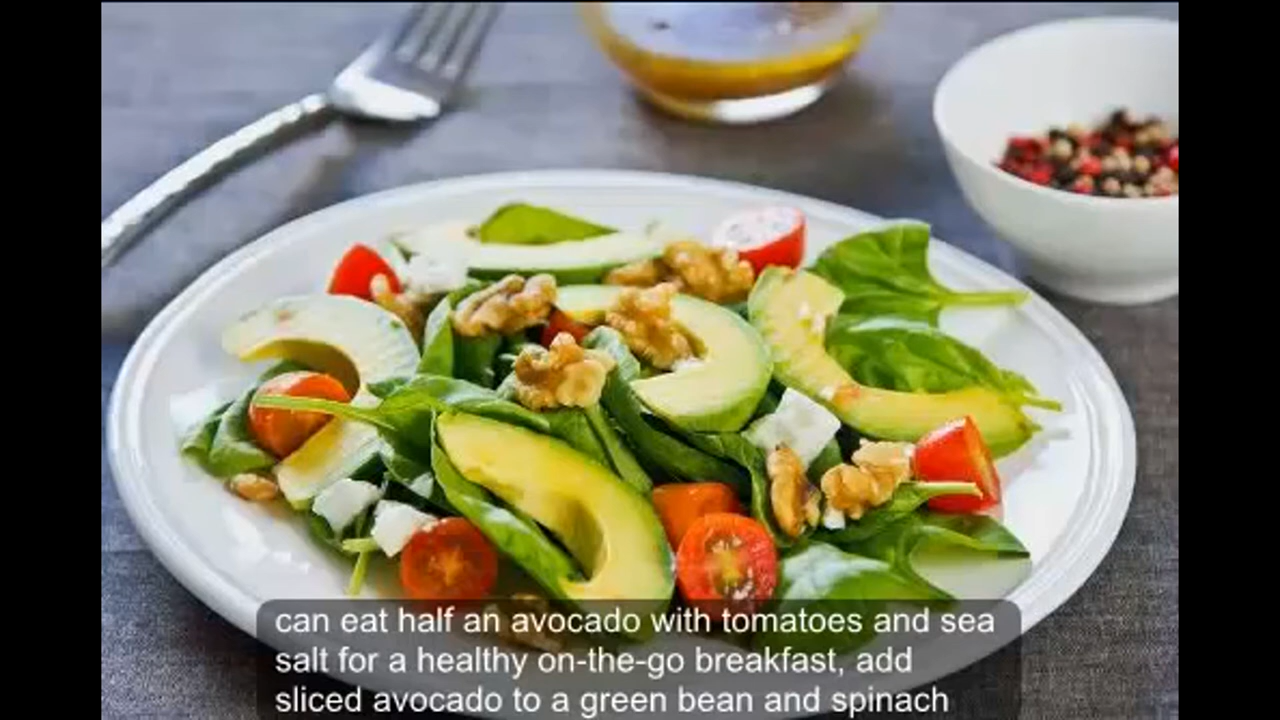 can eat half an avocado with tomatoes and sea
salt for a healthy on-the-go breakfast, add
sliced avocado to a green bean and spinach